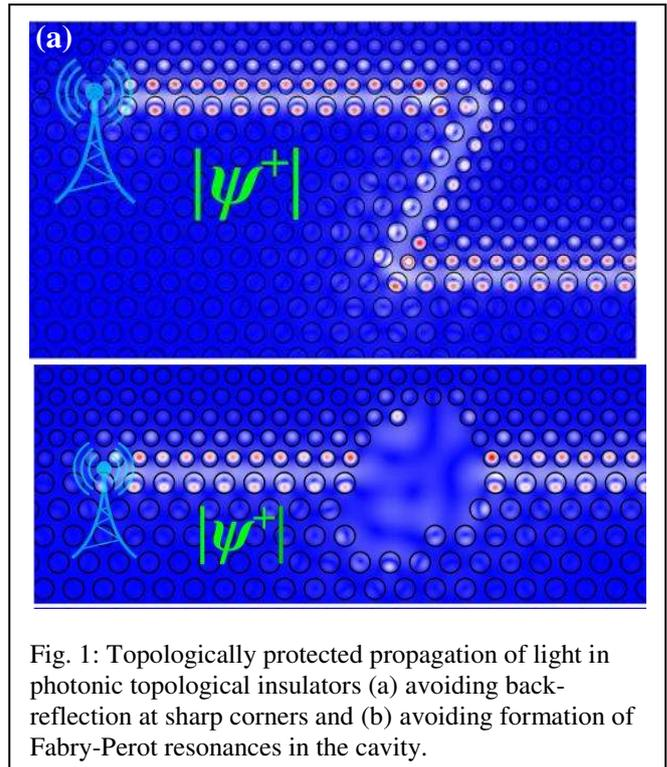 (a)
|ψ⁺|
|ψ⁺|
Fig. 1: Topologically protected propagation of light in
photonic topological insulators (a) avoiding back-
reflection at sharp corners and (b) avoiding formation of
Fabry-Perot resonances in the cavity.